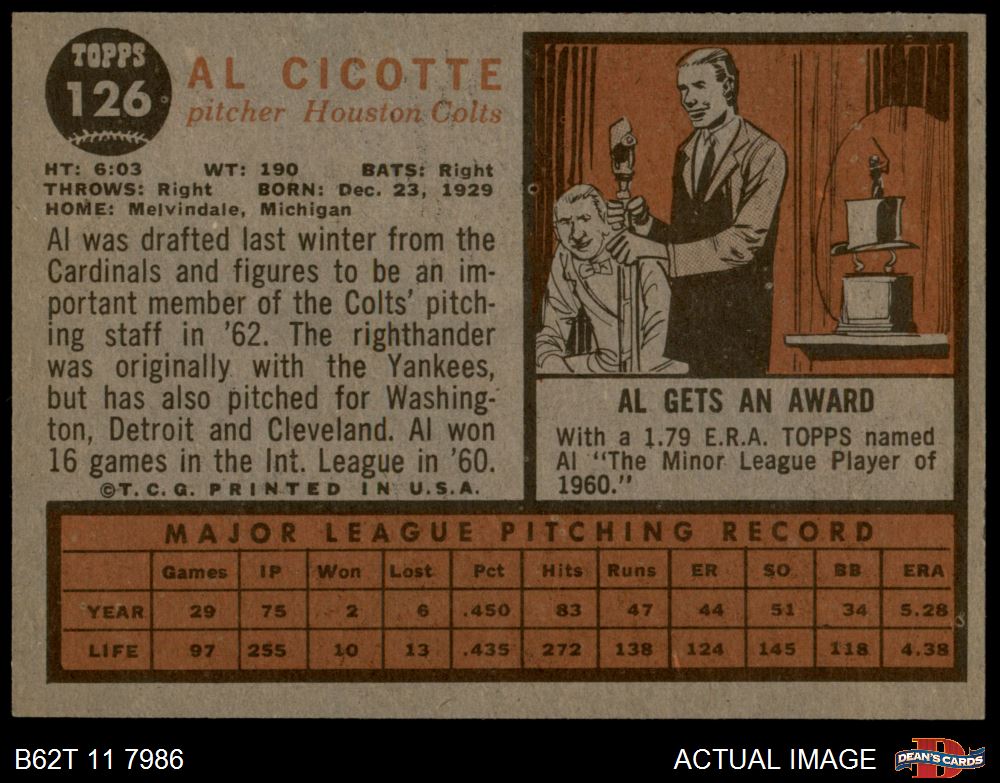 TOPPS
126
AL CICOTTE
pitcher Houston Colts
HT: 6:03 WT: 190 BATS: Right
THROWS: Right BORN: Dec. 23, 1929
HOME: Melvindale, Michigan
Al was drafted last winter from the
Cardinals and figures to be an im-
portant member of the Colts' pitch-
ing staff in '62. The righthander
was originally with the Yankees,
but has also pitched for Washing-
ton, Detroit and Cleveland. Al won
16 games in the Int. League in '60.
©T.C.G. PRINTED IN U.S.A.
AL GETS AN AWARD
With a 1.79 E.R.A. TOPPS named
Al "The Minor League Player of
1960."
MAJOR LEAGUE PITCHING RECORD
Games IP Won Lost Pct Hits Runs ER SO BB ERA
YEAR 29 75 2 6 .450 83 47 44 51 34 5.28
LIFE 97 255 10 13 .435 272 138 124 145 118 4.38
B62T 11 7986
ACTUAL IMAGE
D
DEAN'S CARDS